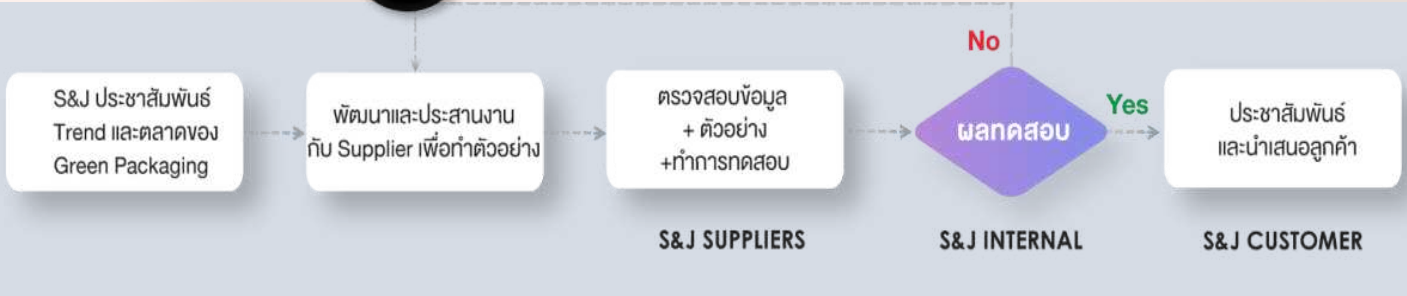 S&J ประชาสัมพันธ์
Trend และตลาดของ
Green Packaging
พัฒนาและประสานงาน
กับ Supplier เพื่อทำตัวอย่าง
ตรวจสอบข้อมูล
+ ตัวอย่าง
+ทำการทดสอบ
S&J SUPPLIERS
No
ผลทดสอบ
S&J INTERNAL
Yes
ประชาสัมพันธ์
และนำเสนอลูกค้า
S&J CUSTOMER